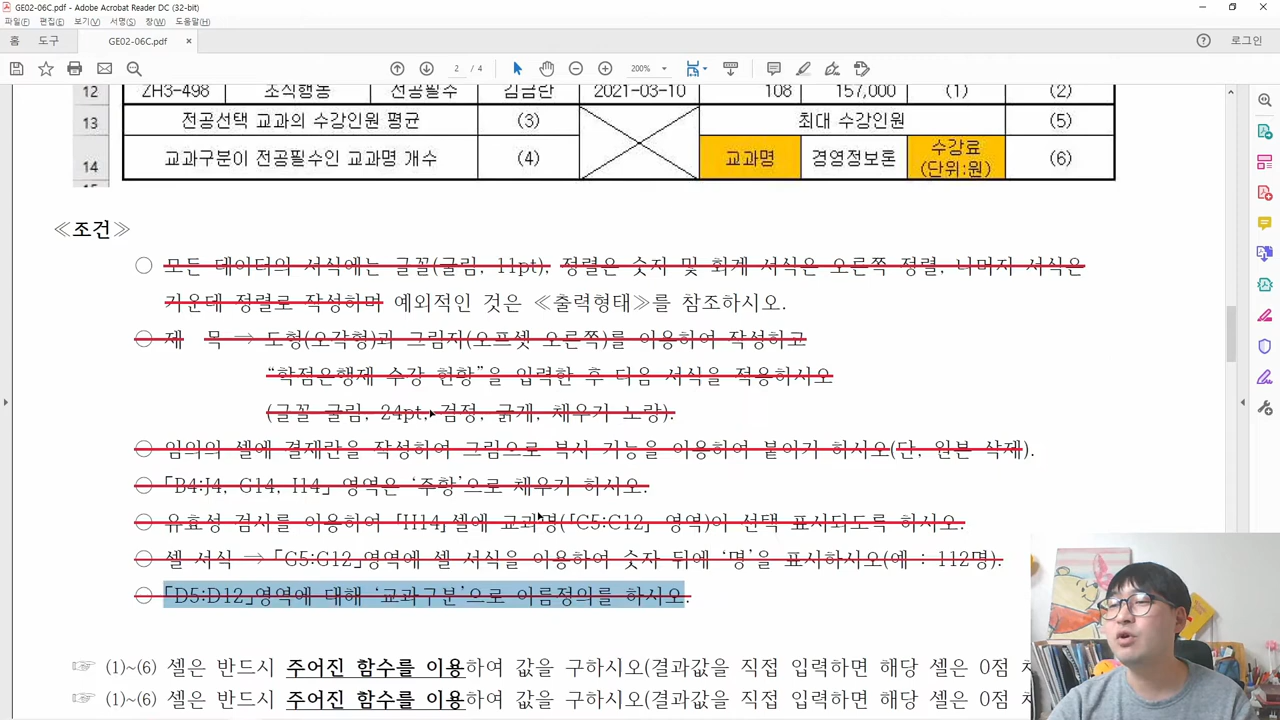 GE02-06C.pdf - Adobe Acrobat Reader DC (32-bit)
파일(F) 편집(E) 보기(V) 서명(S) 창(W) 도움말(H)
홈 도구 GE02-06C.pdf × 로그인
2 / 4 200%
12 ZH3-498 조직행동 전공필수 김금란 2021-03-10 108 157,000 (1) (2)
13 전공선택 교과의 수강인원 평균 (3) 최대 수강인원 (5)
14 교과구분이 전공필수인 교과명 개수 (4) 교과명 경영정보론 수강료 (단위:원) (6)
≪조건≫
○ 모든 데이터의 서식에는 글꼴(굴림, 11pt), 정렬은 숫자 및 회계 서식은 오른쪽 정렬, 나머지 서식은
가운데 정렬로 작성하며 예외적인 것은 ≪출력형태≫를 참조하시오.
○ 제 목 ⇒ 도형(오각형)과 그림자(오프셋 오른쪽)를 이용하여 작성하고
“학점은행제 수강 현황”을 입력한 후 다음 서식을 적용하시오
(글꼴-굴림, 24pt, 검정, 굵게, 채우기-노랑).
○ 임의의 셀에 결제란을 작성하여 그림으로 복사 기능을 이용하여 붙이기 하시오(단, 원본 삭제).
○ 「B4:J4, G14, I14」 영역은 ‘주황’으로 채우기 하시오.
○ 유효성 검사를 이용하여 「H14」셀에 교과명(「C5:C12」 영역)이 선택 표시되도록 하시오.
○ 셀 서식 ⇒ 「G5:G12」영역에 셀 서식을 이용하여 숫자 뒤에 ‘명’을 표시하시오(예 : 112명).
○ 「D5:D12」영역에 대해 ‘교과구분’으로 이름정의를 하시오.
☞ (1)~(6) 셀은 반드시 주어진 함수를 이용하여 값을 구하시오(결과값을 직접 입력하면 해당 셀은 0점
☞ (1)~(6) 셀은 반드시 주어진 함수를 이용하여 값을 구하시오(결과값을 직접 입력하면 해당 셀은 0점